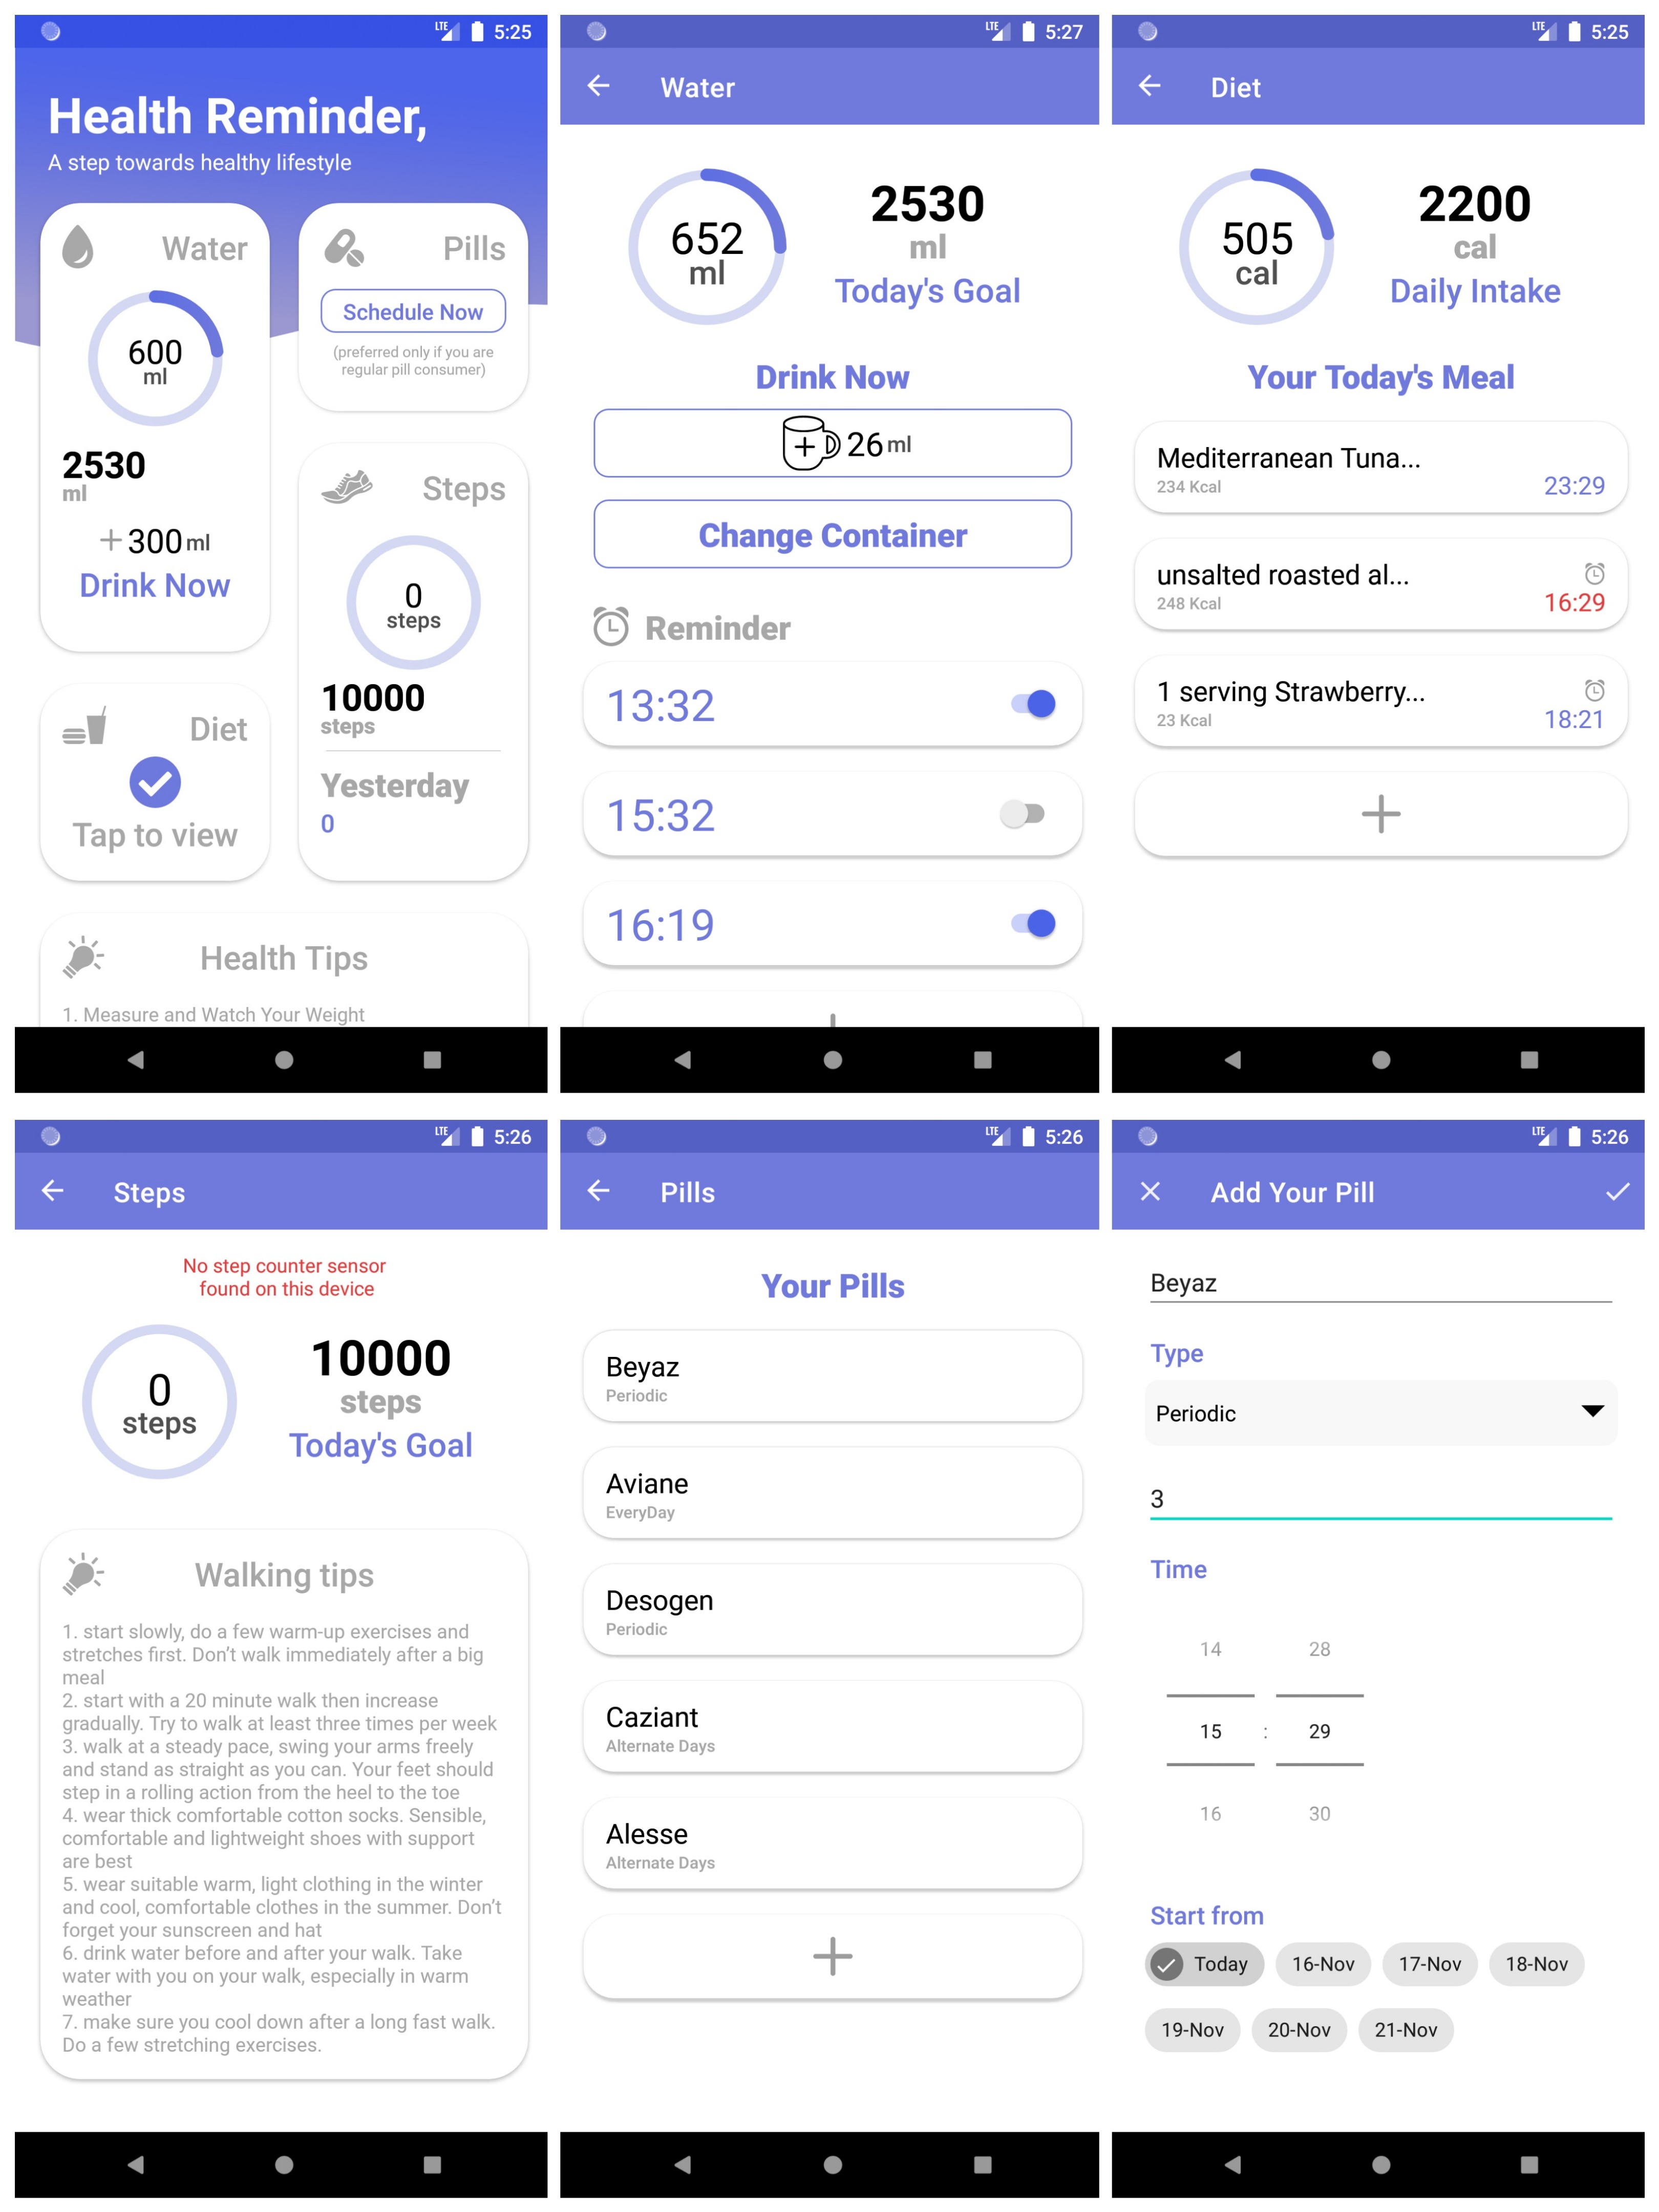 LTE 5:25
Health Reminder,
A step towards healthy lifestyle
Water
600
ml
2530
ml
+ 300 ml
Drink Now
Pills
Schedule Now
(preferred only if you are
regular pill consumer)
Steps
0
steps
10000
steps
Yesterday
0
Diet
Tap to view
Health Tips
1. Measure and Watch Your Weight
LTE 5:27
Water
652
ml
2530
ml
Today's Goal
Drink Now
26 ml
Change Container
Reminder
13:32
15:32
16:19
LTE 5:25
Diet
505
cal
2200
cal
Daily Intake
Your Today's Meal
Mediterranean Tuna...
234 Kcal
23:29
unsalted roasted al...
248 Kcal
16:29
1 serving Strawberry...
23 Kcal
18:21
LTE 5:26
Steps
No step counter sensor
found on this device
0
steps
10000
steps
Today's Goal
Walking tips
1. start slowly, do a few warm-up exercises and
stretches first. Don’t walk immediately after a big
meal
2. start with a 20 minute walk then increase
gradually. Try to walk at least three times per week
3. walk at a steady pace, swing your arms freely
and stand as straight as you can. Your feet should
step in a rolling action from the heel to the toe
4. wear thick comfortable cotton socks. Sensible,
comfortable and lightweight shoes with support
are best
5. wear suitable warm, light clothing in the winter
and cool, comfortable clothes in the summer. Don’t
forget your sunscreen and hat
6. drink water before and after your walk. Take
water with you on your walk, especially in warm
weather
7. make sure you cool down after a long fast walk.
Do a few stretching exercises.
LTE 5:26
Pills
Your Pills
Beyaz
Periodic
Aviane
EveryDay
Desogen
Periodic
Caziant
Alternate Days
Alesse
Alternate Days
LTE 5:26
Add Your Pill
Beyaz
Type
Periodic
3
Time
14 28
15 : 29
16 30
Start from
Today 16-Nov 17-Nov 18-Nov
19-Nov 20-Nov 21-Nov